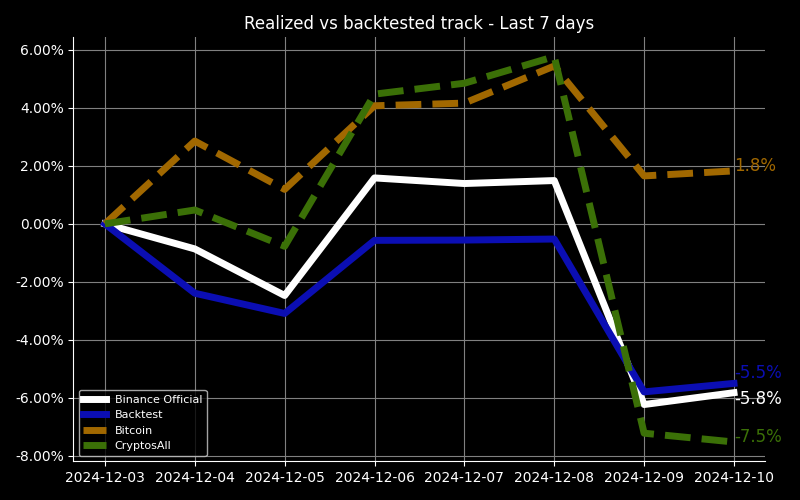 Realized vs backtested track - Last 7 days
6.00%
4.00%
2.00%
0.00%
-2.00%
-4.00%
-6.00%
-8.00%
1.8%
-5.5%
-5.8%
-7.5%
Binance Official
Backtest
Bitcoin
CryptosAll
2024-12-03 2024-12-04 2024-12-05 2024-12-06 2024-12-07 2024-12-08 2024-12-09 2024-12-10